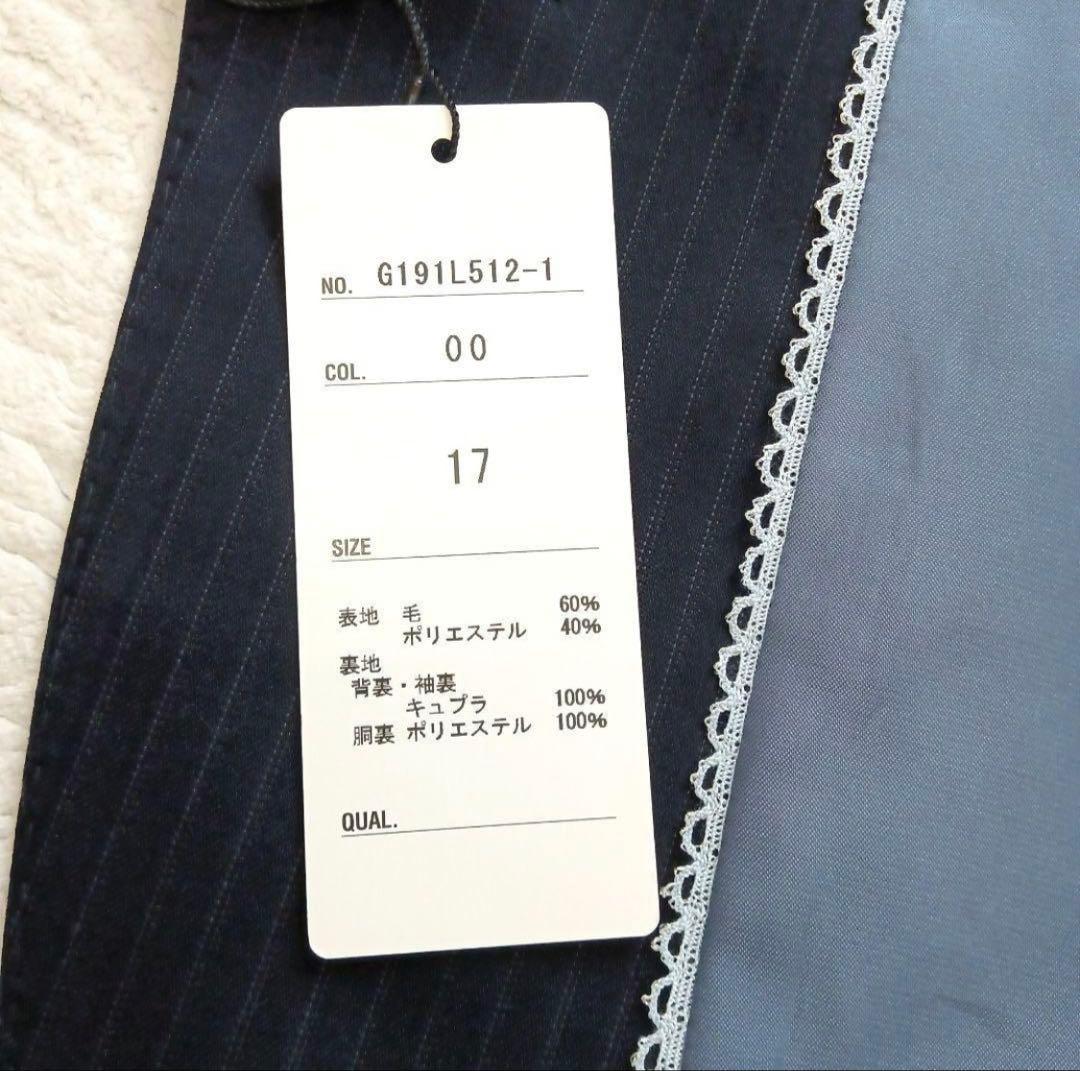 NO. G191L512-1
COL. 00
17
SIZE
表地 毛 60%
ポリエステル 40%
裏地
背裏・袖裏
キュプラ 100%
胴裏 ポリエステル 100%
QUAL.